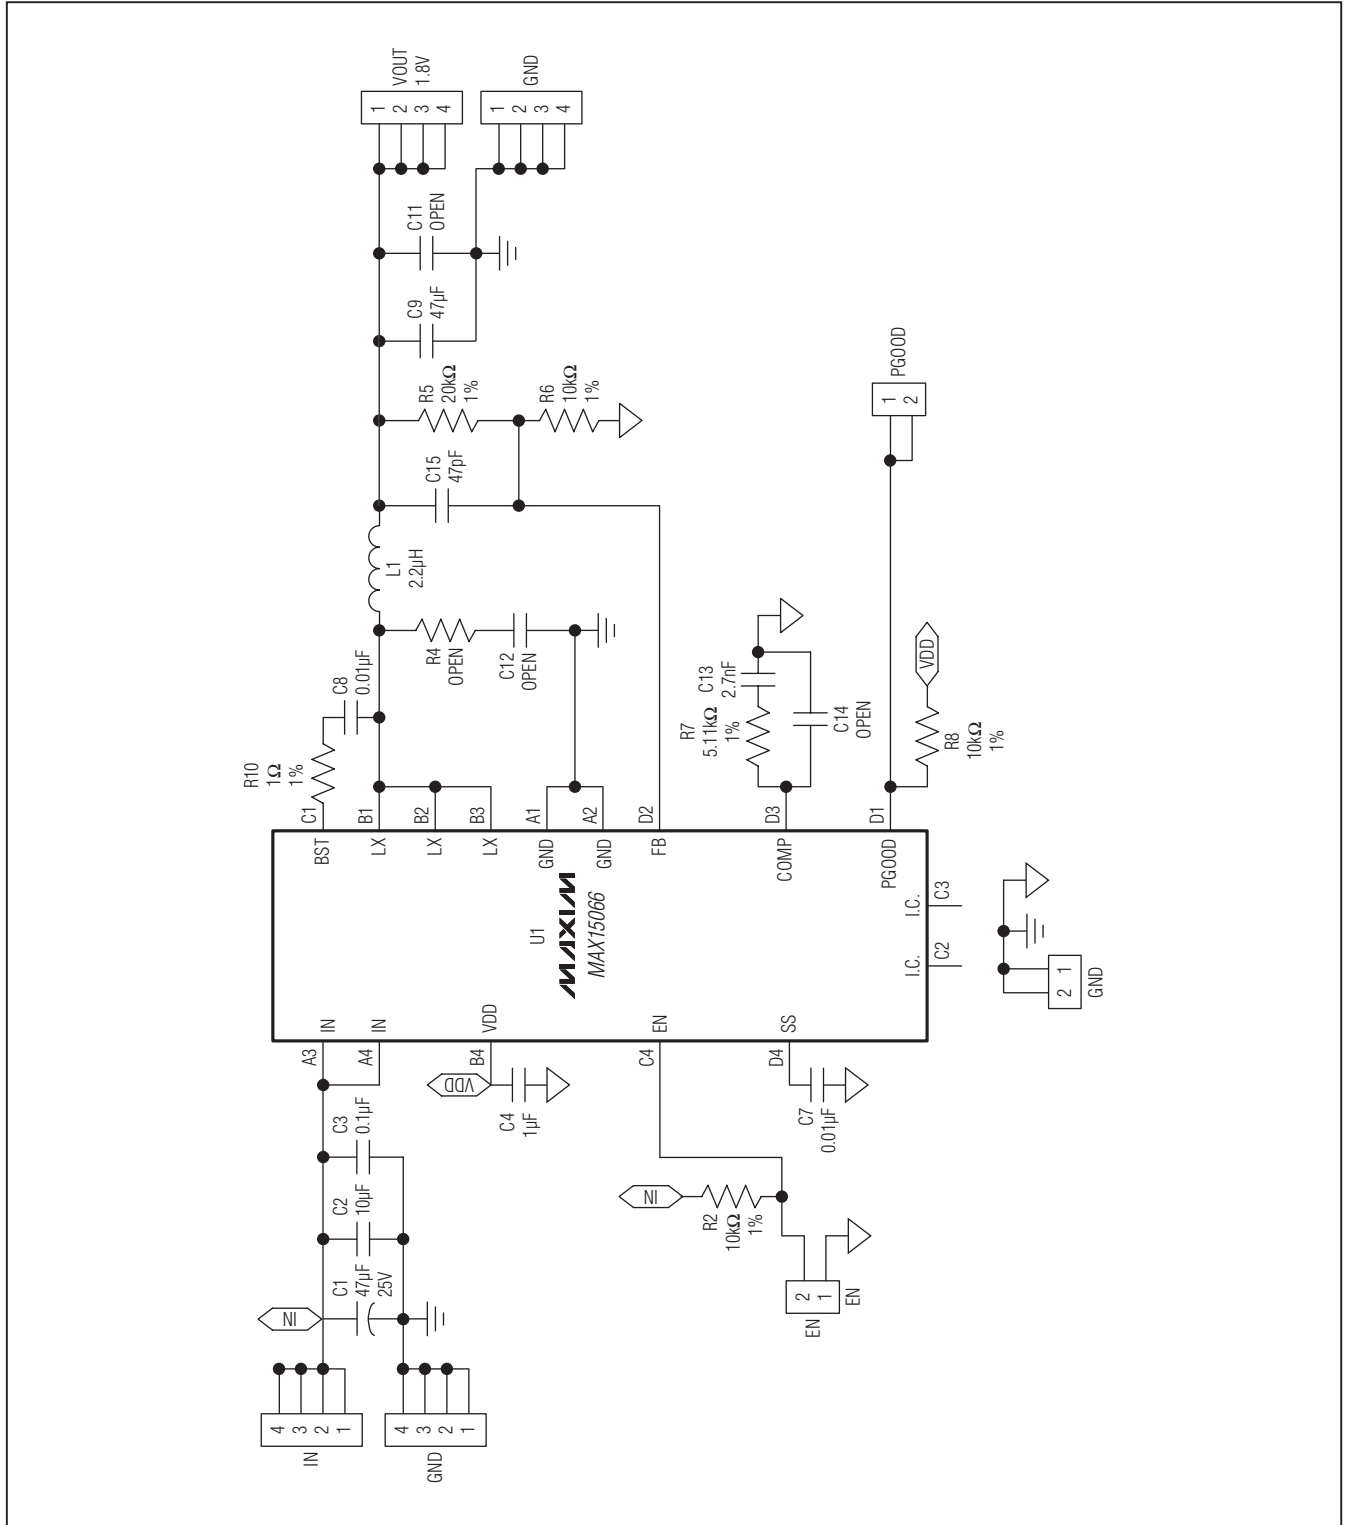 VOUT
1.8V
1
2
3
4
GND
1
2
3
4
C11
OPEN
C9
47µF
R5
20kΩ
1%
R6
10kΩ
1%
C15
47pF
L1
2.2µH
R4
OPEN
C12
OPEN
C8
0.01µF
R10
1Ω
1%
PGOOD
1
2
C13
2.7nF
R7
5.11kΩ
1%
C14
OPEN
VDD
R8
10kΩ
1%
C1
B1
B2
B3
A1
A2
D2
D3
D1
BST
LX
LX
LX
GND
GND
FB
COMP
PGOOD
U1
MAXIM
MAX15066
I.C.
C3
I.C.
C2
IN
IN
VDD
EN
SS
A3
A4
B4
C4
D4
2
1
GND
VDD
C4
1µF
C7
0.01µF
C3
0.1µF
C2
10µF
C1
47µF
25V
IN
IN
R2
10kΩ
1%
2
1
EN
EN
4
3
2
1
IN
4
3
2
1
GND